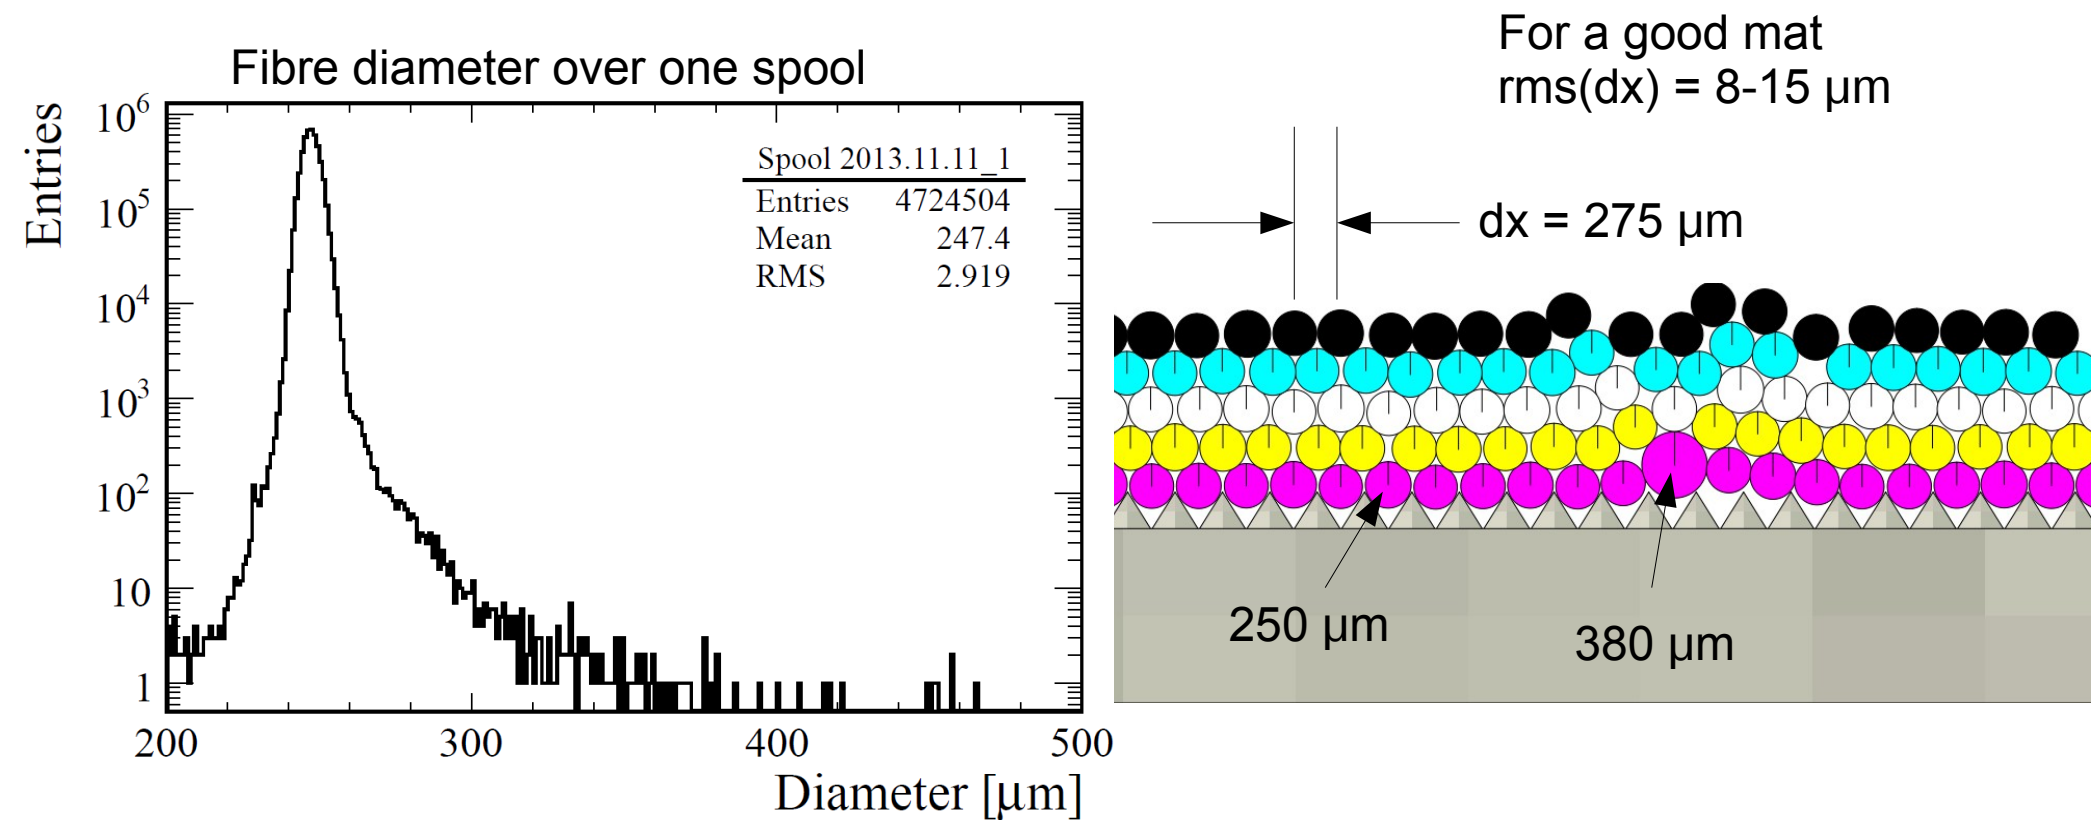 Fibre diameter over one spool
Entries
10^6
10^5
10^4
10^3
10^2
10
1
Spool 2013.11.11_1
Entries 4724504
Mean 247.4
RMS 2.919
200 300 400 500
Diameter [μm]
For a good mat
rms(dx) = 8-15 μm
dx = 275 μm
250 μm
380 μm